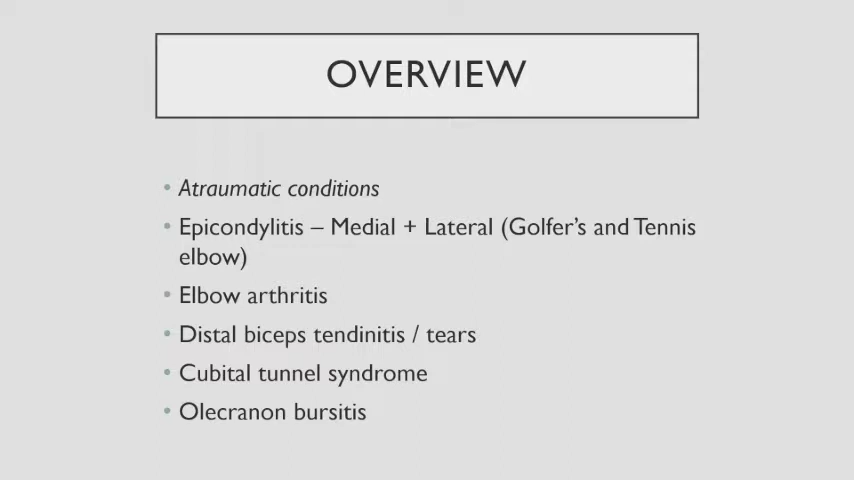 OVERVIEW
• Atraumatic conditions
• Epicondylitis – Medial + Lateral (Golfer's and Tennis
elbow)
• Elbow arthritis
• Distal biceps tendinitis / tears
• Cubital tunnel syndrome
• Olecranon bursitis